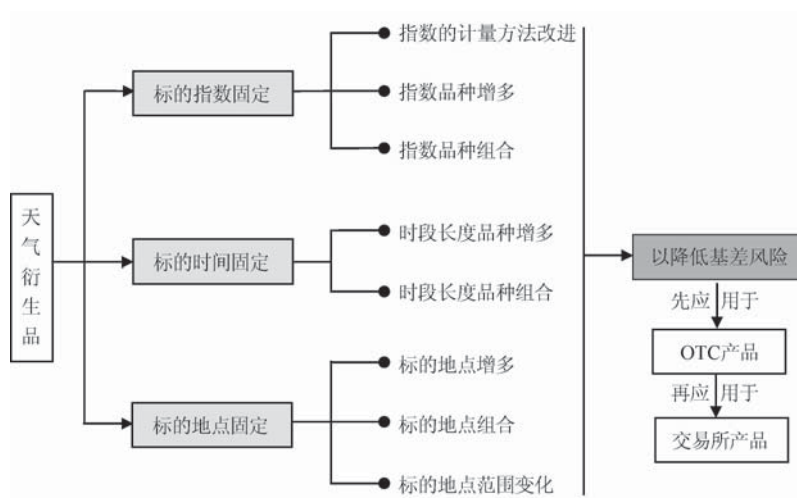 天气衍生品
标的指数固定
指数的计量方法改进
指数品种增多
指数品种组合
标的时间固定
时段长度品种增多
时段长度品种组合
标的地点固定
标的地点增多
标的地点组合
标的地点范围变化
以降低基差风险
先应用于
OTC产品
再应用于
交易所产品